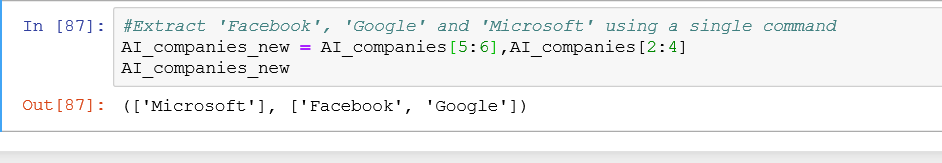 In [87]: #Extract 'Facebook', 'Google' and 'Microsoft' using a single command
AI_companies_new = AI_companies[5:6],AI_companies[2:4]
AI_companies_new
Out[87]: (['Microsoft'], ['Facebook', 'Google'])